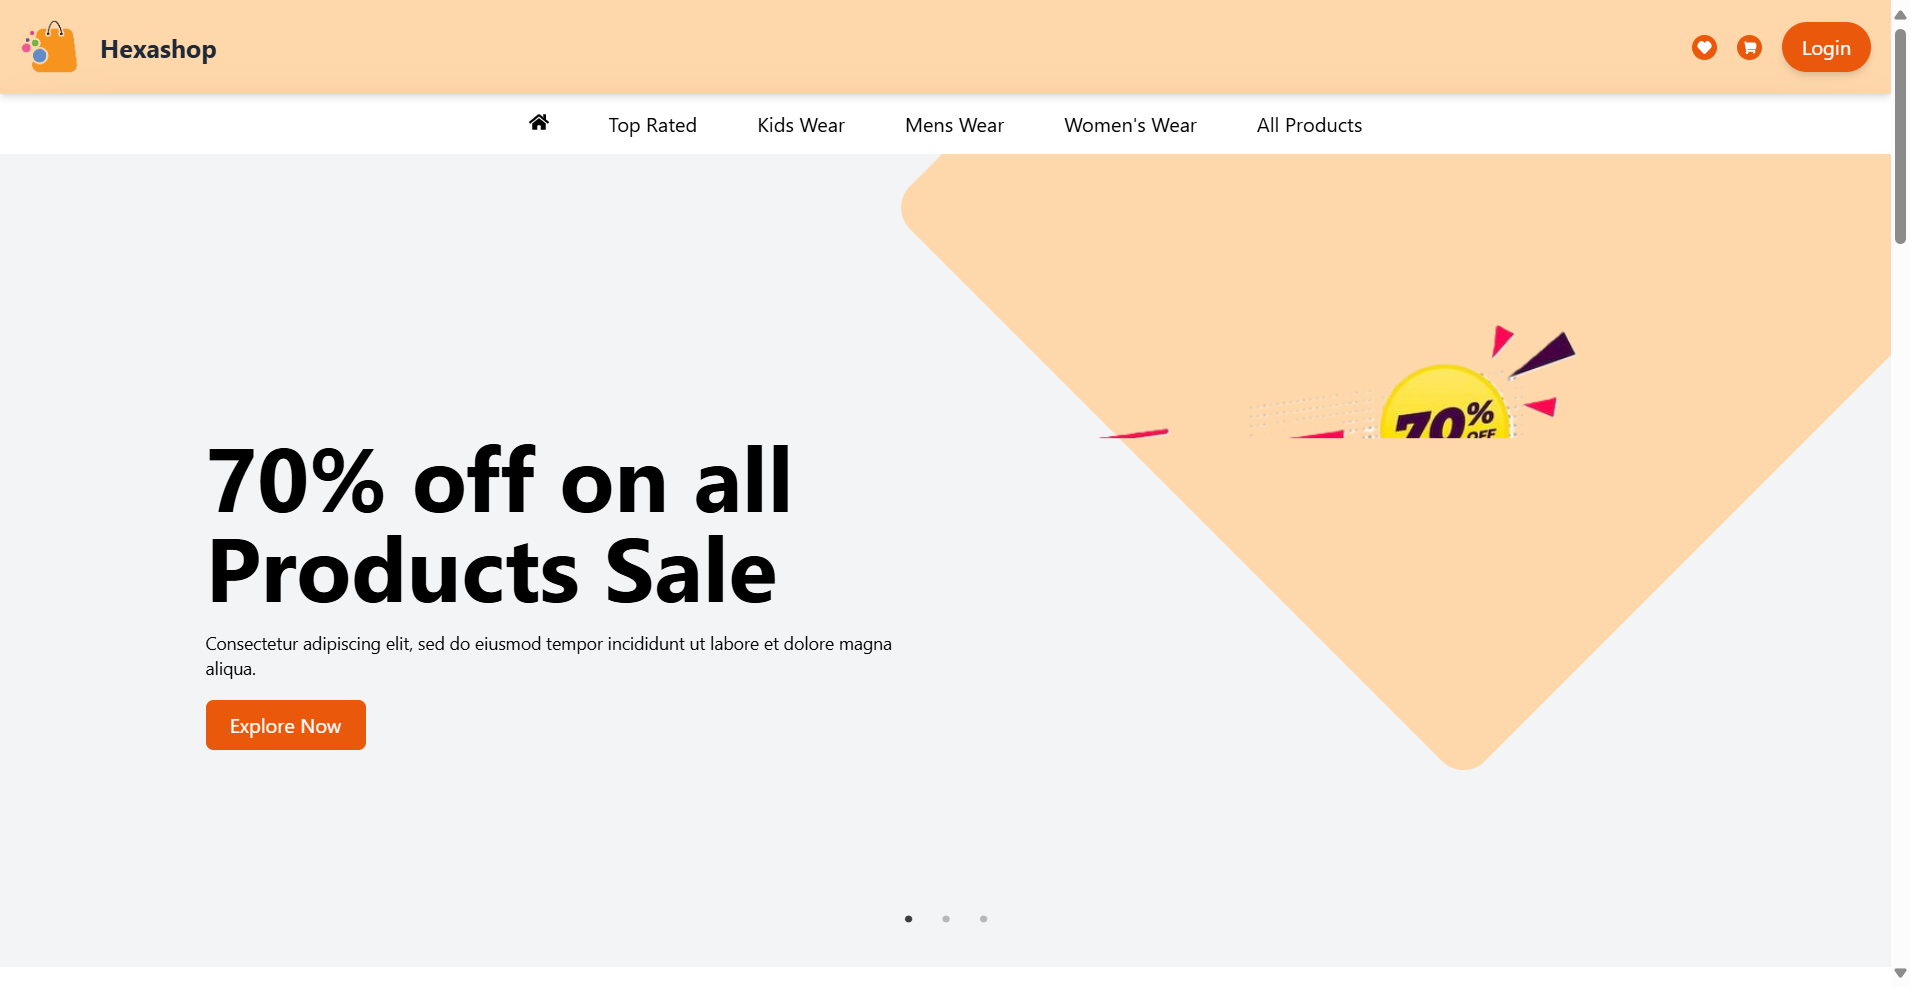 Hexashop
Login
Top Rated
Kids Wear
Mens Wear
Women's Wear
All Products
70%
OFF
70% off on all
Products Sale
Consectetur adipiscing elit, sed do eiusmod tempor incididunt ut labore et dolore magna
aliqua.
Explore Now